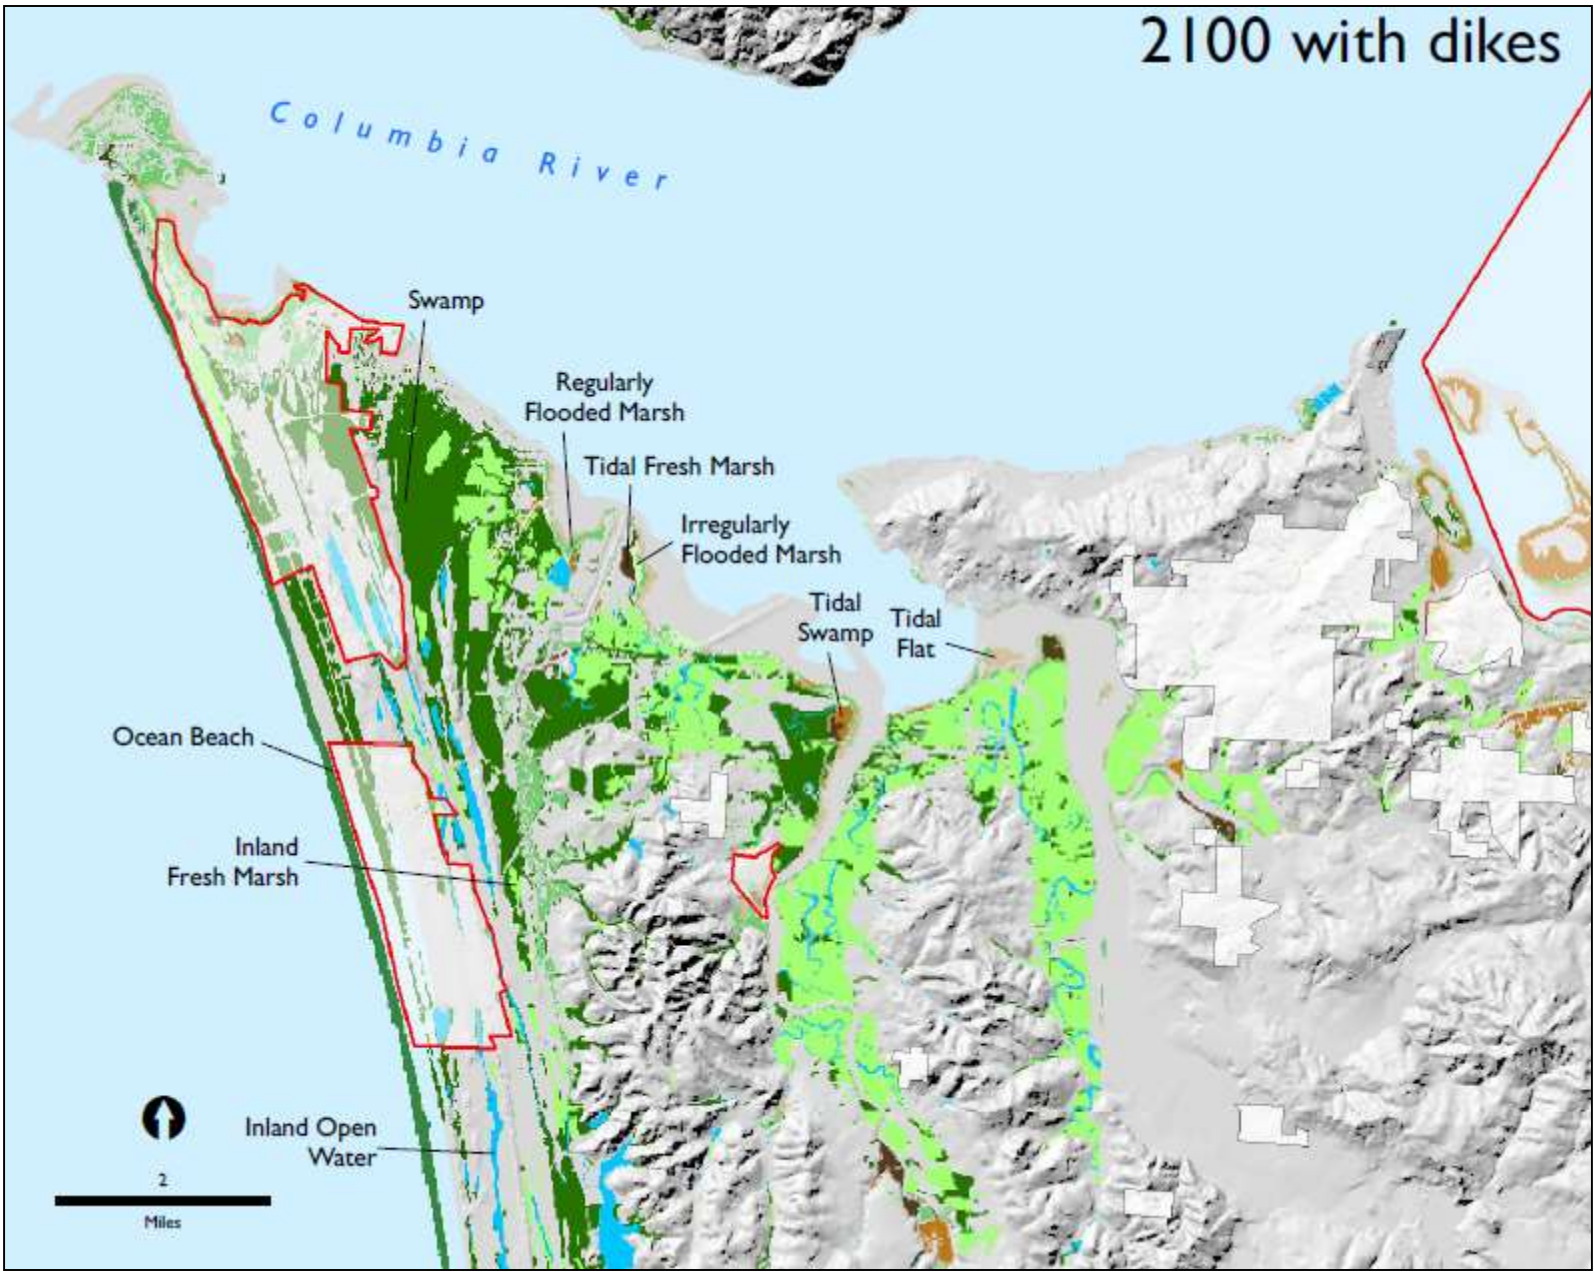 2100 with dikes
Columbia River
Swamp
Regularly
Flooded Marsh
Tidal Fresh Marsh
Irregularly
Flooded Marsh
Tidal
Swamp
Tidal
Flat
Ocean Beach
Inland
Fresh Marsh
Inland Open
Water
2
Miles